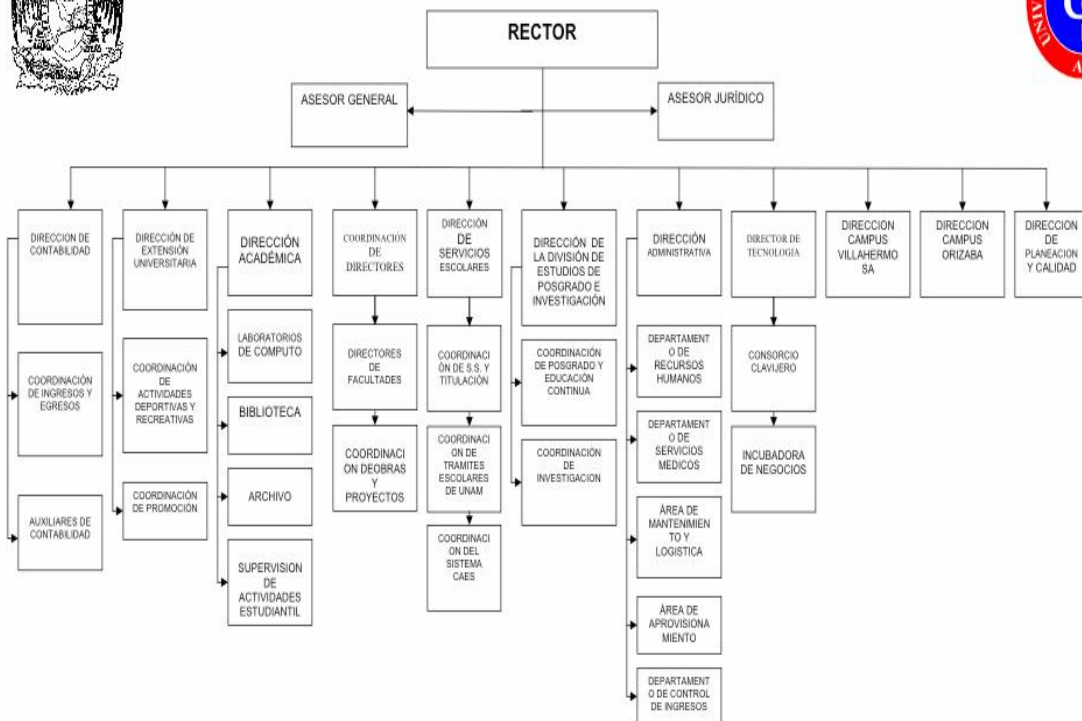 RECTOR
ASESOR GENERAL
ASESOR JURÍDICO
DIRECCION DE
CONTABILIDAD
COORDINACIÓN
DE INGRESOS Y
EGRESOS
AUXILIARES DE
CONTABILIDAD
DIRECCIÓN DE
EXTENSIÓN
UNIVERSITARIA
COORDINACIÓN
DE
ACTIVIDADES
DEPORTIVAS Y
RECREATIVAS
COORDINACIÓN
DE PROMOCIÓN
DIRECCIÓN
ACADÉMICA
LABORATORIOS
DE COMPUTO
BIBLIOTECA
ARCHIVO
SUPERVISION
DE
ACTIVIDADES
ESTUDIANTIL
COORDINACIÓN
DE
DIRECTORES
DIRECTORES
DE
FACULTADES
COORDINACI
ON DEOBRAS
Y
PROYECTOS
DIRECCIÓN
DE
SERVICIOS
ESCOLARES
COORDINACI
ÓN DE S.S. Y
TITULACIÓN
COORDINACI
ON DE
TRAMITES
ESCOLARES
DE UNAM
COORDINACI
ON DEL
SISTEMA
CAES
DIRECCIÓN DE
LA DIVISIÓN DE
ESTUDIOS DE
POSGRADO E
INVESTIGACIÓN
COORDINACIÓN
DE POSGRADO Y
EDUCACIÓN
CONTINUA
COORDINACIÓN
DE
INVESTIGACION
DIRECCIÓN
ADMINISTRATIVA
DEPARTAMENT
O DE
RECURSOS
HUMANOS
DEPARTAMENT
O DE
SERVICIOS
MEDICOS
ÁREA DE
MANTENIMIEN
TO Y
LOGISTICA
ÁREA DE
APROVISIONA
MIENTO
DEPARTAMENT
O DE CONTROL
DE INGRESOS
DIRECTOR DE
TECNOLOGIA
CONSORCIO
CLAVIJERO
INCUBADORA
DE NEGOCIOS
DIRECCION
CAMPUS
VILLAHERMO
SA
DIRECCION
CAMPUS
ORIZABA
DIRECCION
DE
PLANEACION
Y CALIDAD